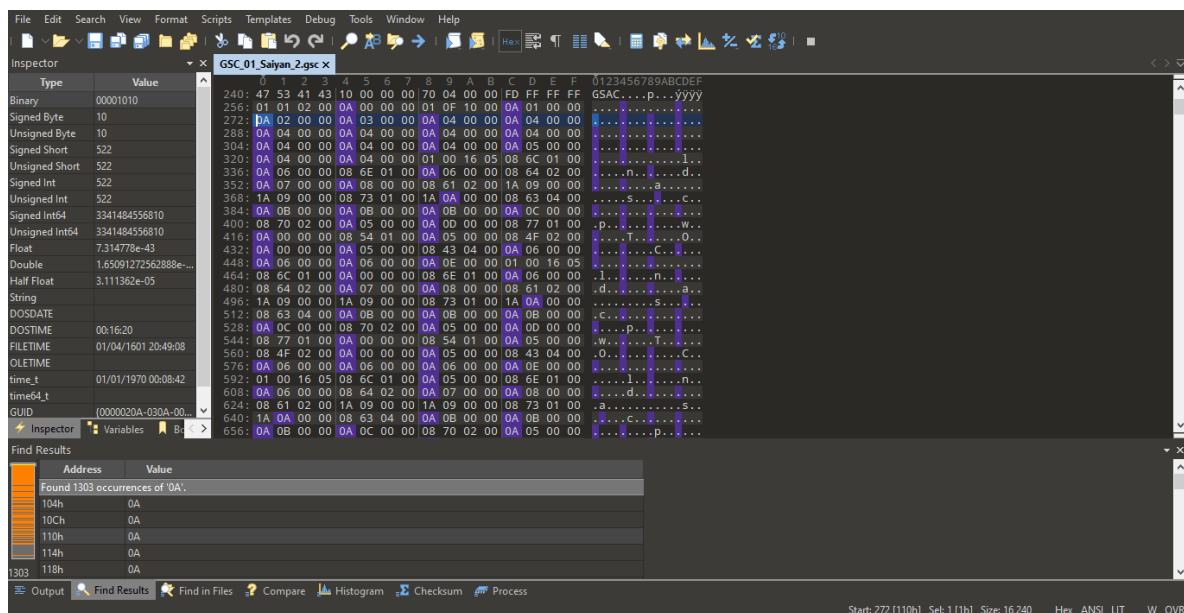 File Edit Search View Format Scripts Templates Debug Tools Window Help
Inspector
GSC_01_Saiyan_2.gsc ×
Type Value
Binary 00001010
Signed Byte 10
Unsigned Byte 10
Signed Short 522
Unsigned Short 522
Signed Int 522
Unsigned Int 522
Signed Int64 3341484556810
Unsigned Int64 3341484556810
Float 7.314778e-43
Double 1.65091272562888e-...
Half Float 3.111362e-05
String
DOSDATE
DOSTIME 00:16:20
FILETIME 01/04/1601 20:49:08
OLETIME
time_t 01/01/1970 00:08:42
time64_t
GUID {0000020A-030A-00...
Inspector Variables
0 1 2 3 4 5 6 7 8 9 A B C D E F 0123456789ABCDEF
240: 47 53 41 43 10 00 00 00 70 04 00 00 FD FF FF FF GSAC....p...ýÿÿÿ
256: 01 01 02 00 0A 00 00 00 01 0F 10 00 0A 01 00 00 ................
272: 0A 02 00 00 0A 03 00 00 0A 04 00 00 0A 04 00 00 ................
288: 0A 04 00 00 0A 04 00 00 0A 04 00 00 0A 04 00 00 ................
304: 0A 04 00 00 0A 04 00 00 0A 04 00 00 0A 05 00 00 ................
320: 0A 04 00 00 0A 04 00 00 01 00 16 05 08 6C 01 00 .............l..
336: 0A 06 00 00 08 6E 01 00 0A 06 00 00 08 64 02 00 .....n.......d..
352: 0A 07 00 00 0A 08 00 00 08 61 02 00 1A 09 00 00 .........a......
368: 1A 09 00 00 08 73 01 00 1A 0A 00 00 08 63 04 00 .....s.......c..
384: 0A 0B 00 00 0A 0B 00 00 0A 0B 00 00 0A 0C 00 00 ................
400: 08 70 02 00 0A 05 00 00 0A 0D 00 00 08 77 01 00 .p...........w..
416: 0A 00 00 00 08 54 01 00 0A 05 00 00 08 4F 02 00 .....T.......O..
432: 0A 00 00 00 0A 05 00 00 08 43 04 00 0A 06 00 00 .........C......
448: 0A 06 00 00 0A 06 00 00 0A 0E 00 00 01 00 16 05 ................
464: 08 6C 01 00 0A 00 00 00 08 6E 01 00 0A 06 00 00 .l.......n......
480: 08 64 02 00 0A 07 00 00 0A 08 00 00 08 61 02 00 .d...........a..
496: 1A 09 00 00 1A 09 00 00 08 73 01 00 1A 0A 00 00 .........s......
512: 08 63 04 00 0A 0B 00 00 0A 0B 00 00 0A 0B 00 00 .c..............
528: 0A 0C 00 00 08 70 02 00 0A 05 00 00 0A 0D 00 00 .....p..........
544: 08 77 01 00 0A 00 00 00 08 54 01 00 0A 05 00 00 .w.......T......
560: 08 4F 02 00 0A 00 00 00 0A 05 00 00 08 43 04 00 .O...........C..
576: 0A 06 00 00 0A 06 00 00 0A 06 00 00 0A 0E 00 00 ................
592: 01 00 16 05 08 6C 01 00 0A 05 00 00 08 6E 01 00 .....l.......n..
608: 0A 06 00 00 08 64 02 00 0A 07 00 00 0A 08 00 00 .....d..........
624: 08 61 02 00 1A 09 00 00 1A 09 00 00 08 73 01 00 .a...........s..
640: 1A 0A 00 00 08 63 04 00 0A 0B 00 00 0A 0B 00 00 .....c..........
656: 0A 0B 00 00 0A 0C 00 00 08 70 02 00 0A 05 00 00 .........p......
Find Results
Address Value
Found 1303 occurrences of '0A'.
104h 0A
10Ch 0A
110h 0A
114h 0A
118h 0A
1303
Output Find Results Find in Files Compare Histogram Checksum Process
Start: 272 [110h] Sel: 1 [1h] Size: 16,240 Hex ANSI LIT W OVR